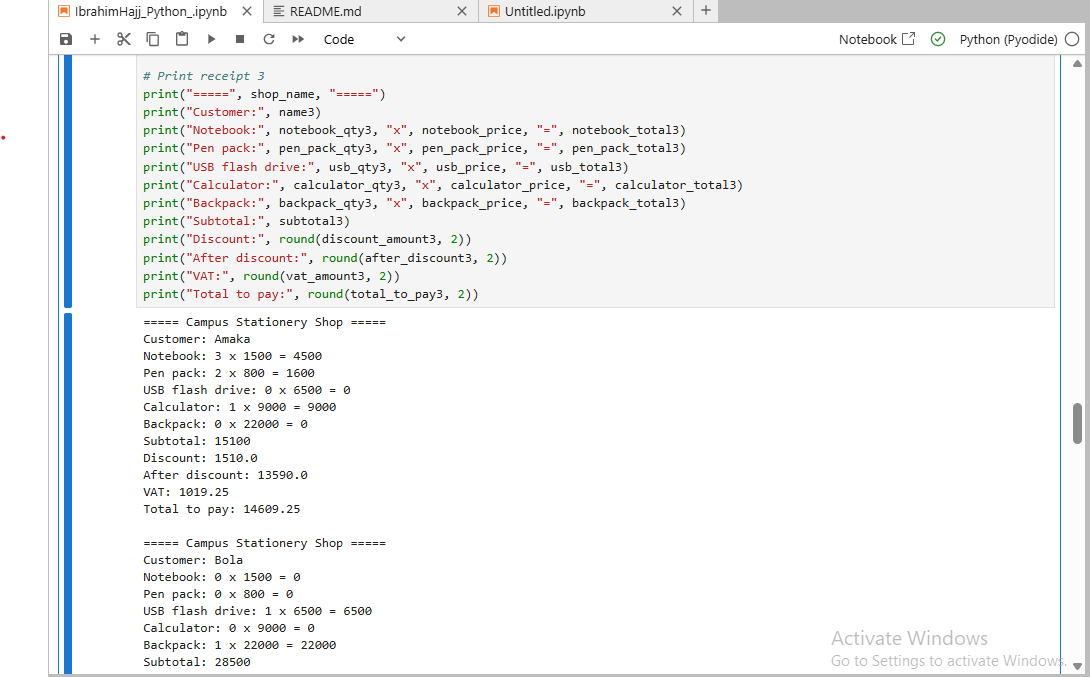 IbrahimHajj_Python_.ipynb
README.md
Untitled.ipynb
Code
Notebook
Python (Pyodide)
# Print receipt 3
print("=====", shop_name, "=====")
print("Customer:", name3)
print("Notebook:", notebook_qty3, "x", notebook_price, "=", notebook_total3)
print("Pen pack:", pen_pack_qty3, "x", pen_pack_price, "=", pen_pack_total3)
print("USB flash drive:", usb_qty3, "x", usb_price, "=", usb_total3)
print("Calculator:", calculator_qty3, "x", calculator_price, "=", calculator_total3)
print("Backpack:", backpack_qty3, "x", backpack_price, "=", backpack_total3)
print("Subtotal:", subtotal3)
print("Discount:", round(discount_amount3, 2))
print("After discount:", round(after_discount3, 2))
print("VAT:", round(vat_amount3, 2))
print("Total to pay:", round(total_to_pay3, 2))
===== Campus Stationery Shop =====
Customer: Amaka
Notebook: 3 x 1500 = 4500
Pen pack: 2 x 800 = 1600
USB flash drive: 0 x 6500 = 0
Calculator: 1 x 9000 = 9000
Backpack: 0 x 22000 = 0
Subtotal: 15100
Discount: 1510.0
After discount: 13590.0
VAT: 1019.25
Total to pay: 14609.25
===== Campus Stationery Shop =====
Customer: Bola
Notebook: 0 x 1500 = 0
Pen pack: 0 x 800 = 0
USB flash drive: 1 x 6500 = 6500
Calculator: 0 x 9000 = 0
Backpack: 1 x 22000 = 22000
Subtotal: 28500
Activate Windows
Go to Settings to activate Windows.